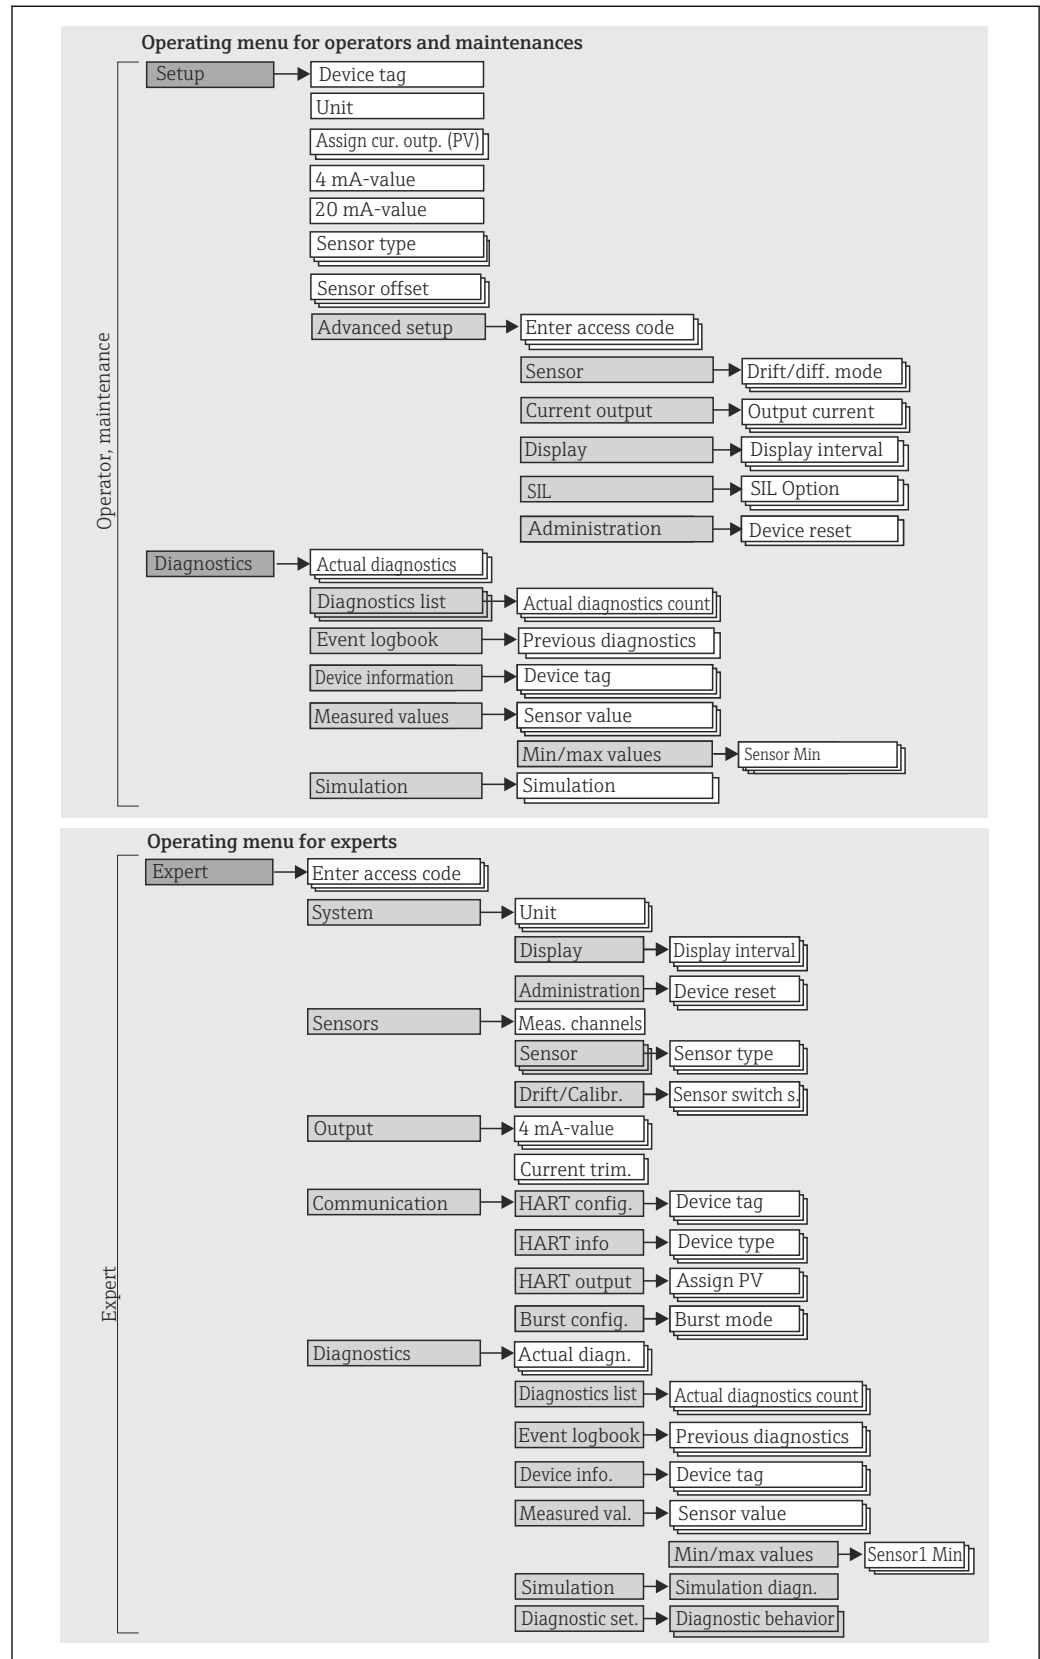 Operating menu for operators and maintenances
Operator, maintenance
Setup
Device tag
Unit
Assign cur. outp. (PV)
4 mA-value
20 mA-value
Sensor type
Sensor offset
Advanced setup
Enter access code
Sensor
Drift/diff. mode
Current output
Output current
Display
Display interval
SIL
SIL Option
Administration
Device reset
Diagnostics
Actual diagnostics
Diagnostics list
Actual diagnostics count
Event logbook
Previous diagnostics
Device information
Device tag
Measured values
Sensor value
Min/max values
Sensor Min
Simulation
Simulation
Operating menu for experts
Expert
Expert
Enter access code
System
Unit
Display
Display interval
Administration
Device reset
Sensors
Meas. channels
Sensor
Sensor type
Drift/Calibr.
Sensor switch s.
Output
4 mA-value
Current trim.
Communication
HART config.
Device tag
HART info
Device type
HART output
Assign PV
Burst config.
Burst mode
Diagnostics
Actual diagn.
Diagnostics list
Actual diagnostics count
Event logbook
Previous diagnostics
Device info.
Device tag
Measured val.
Sensor value
Min/max values
Sensor1 Min
Simulation
Simulation diagn.
Diagnostic set.
Diagnostic behavior